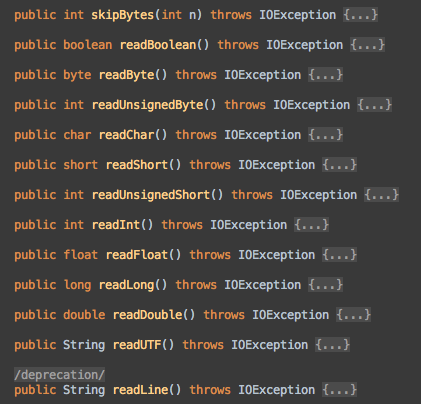 public int skipBytes(int n) throws IOException {...}
public boolean readBoolean() throws IOException {...}
public byte readByte() throws IOException {...}
public int readUnsignedByte() throws IOException {...}
public char readChar() throws IOException {...}
public short readShort() throws IOException {...}
public int readUnsignedShort() throws IOException {...}
public int readInt() throws IOException {...}
public float readFloat() throws IOException {...}
public long readLong() throws IOException {...}
public double readDouble() throws IOException {...}
public String readUTF() throws IOException {...}
/deprecation/
public String readLine() throws IOException {...}